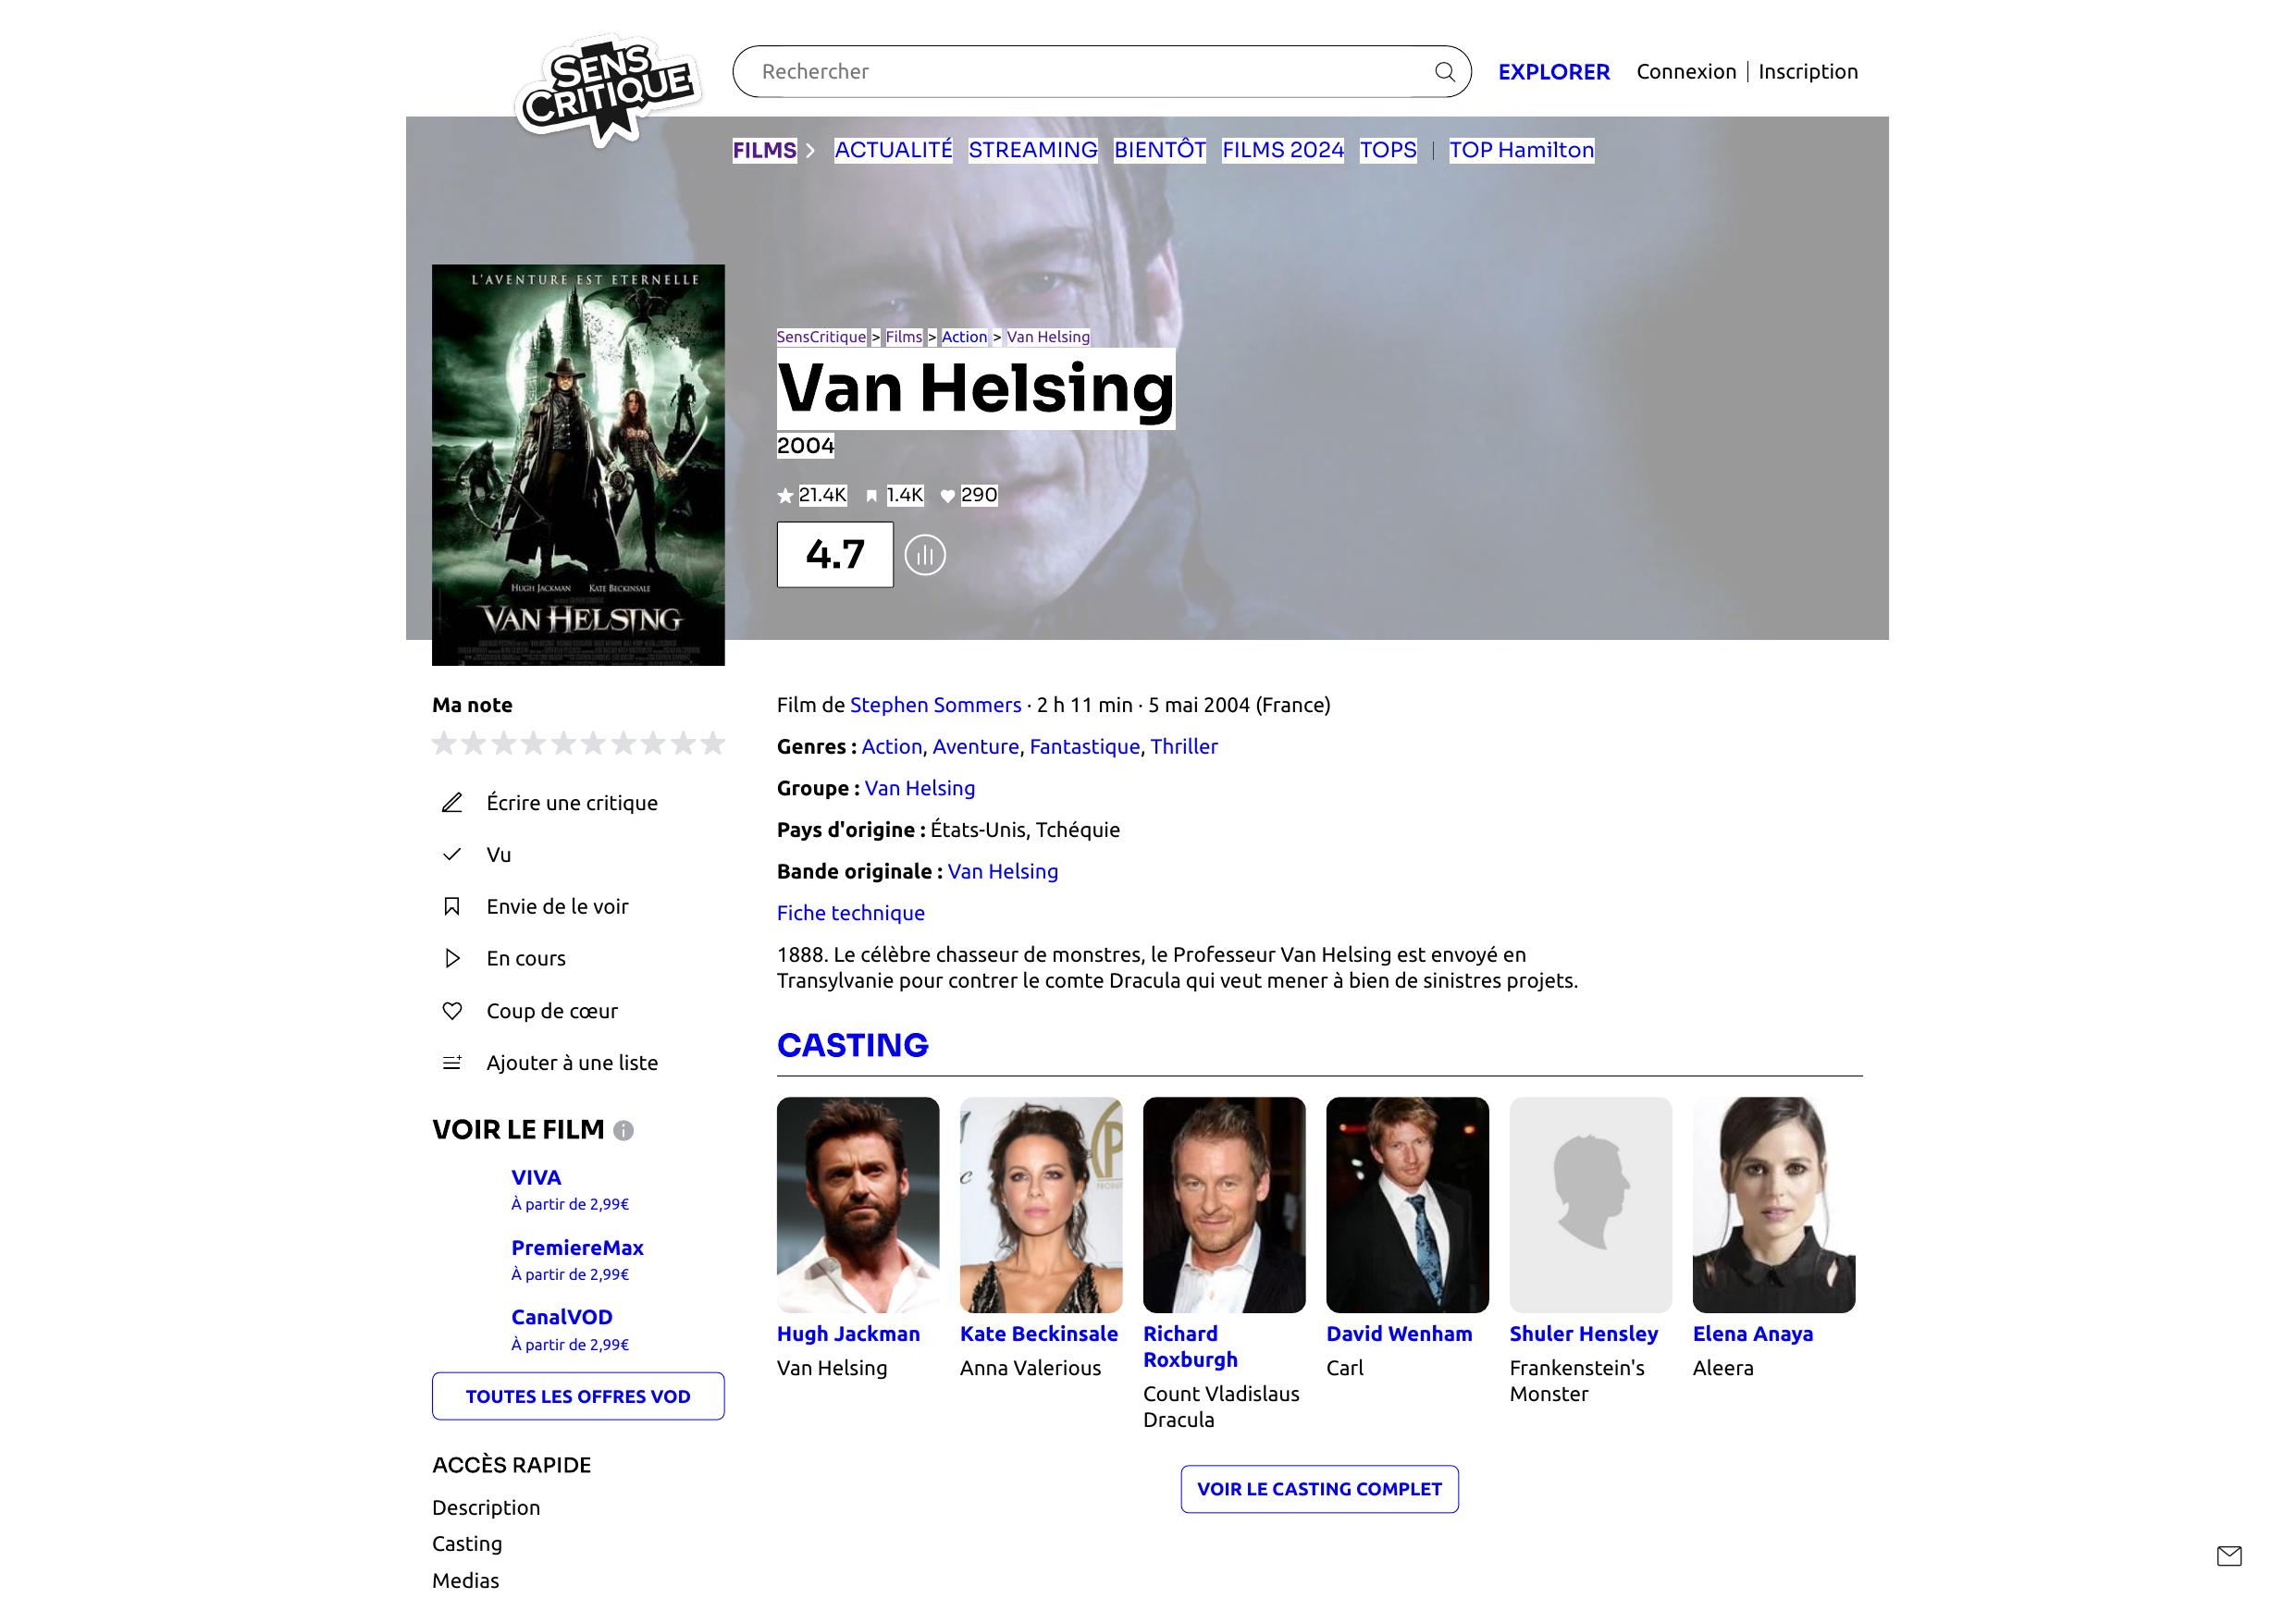 SENS
CRITIQUE
Rechercher
EXPLORER
Connexion | Inscription
FILMS
ACTUALITÉ
STREAMING
BIENTÔT
FILMS 2024
TOPS
TOP Hamilton
L'AVENTURE EST ETERNELLE
HUGH JACKMAN KATE BECKINSALE
VAN HELSING
SensCritique > Films > Action > Van Helsing
Van Helsing
2004
21.4K 1.4K 290
4.7
Ma note
Écrire une critique
Vu
Envie de le voir
En cours
Coup de cœur
Ajouter à une liste
VOIR LE FILM
VIVA
À partir de 2,99€
PremiereMax
À partir de 2,99€
CanalVOD
À partir de 2,99€
TOUTES LES OFFRES VOD
ACCÈS RAPIDE
Description
Casting
Medias
Film de Stephen Sommers · 2 h 11 min · 5 mai 2004 (France)
Genres : Action, Aventure, Fantastique, Thriller
Groupe : Van Helsing
Pays d'origine : États-Unis, Tchéquie
Bande originale : Van Helsing
Fiche technique
1888. Le célèbre chasseur de monstres, le Professeur Van Helsing est envoyé en
Transylvanie pour contrer le comte Dracula qui veut mener à bien de sinistres projets.
CASTING
Hugh Jackman
Van Helsing
Kate Beckinsale
Anna Valerious
Richard
Roxburgh
Count Vladislaus
Dracula
David Wenham
Carl
Shuler Hensley
Frankenstein's
Monster
Elena Anaya
Aleera
VOIR LE CASTING COMPLET